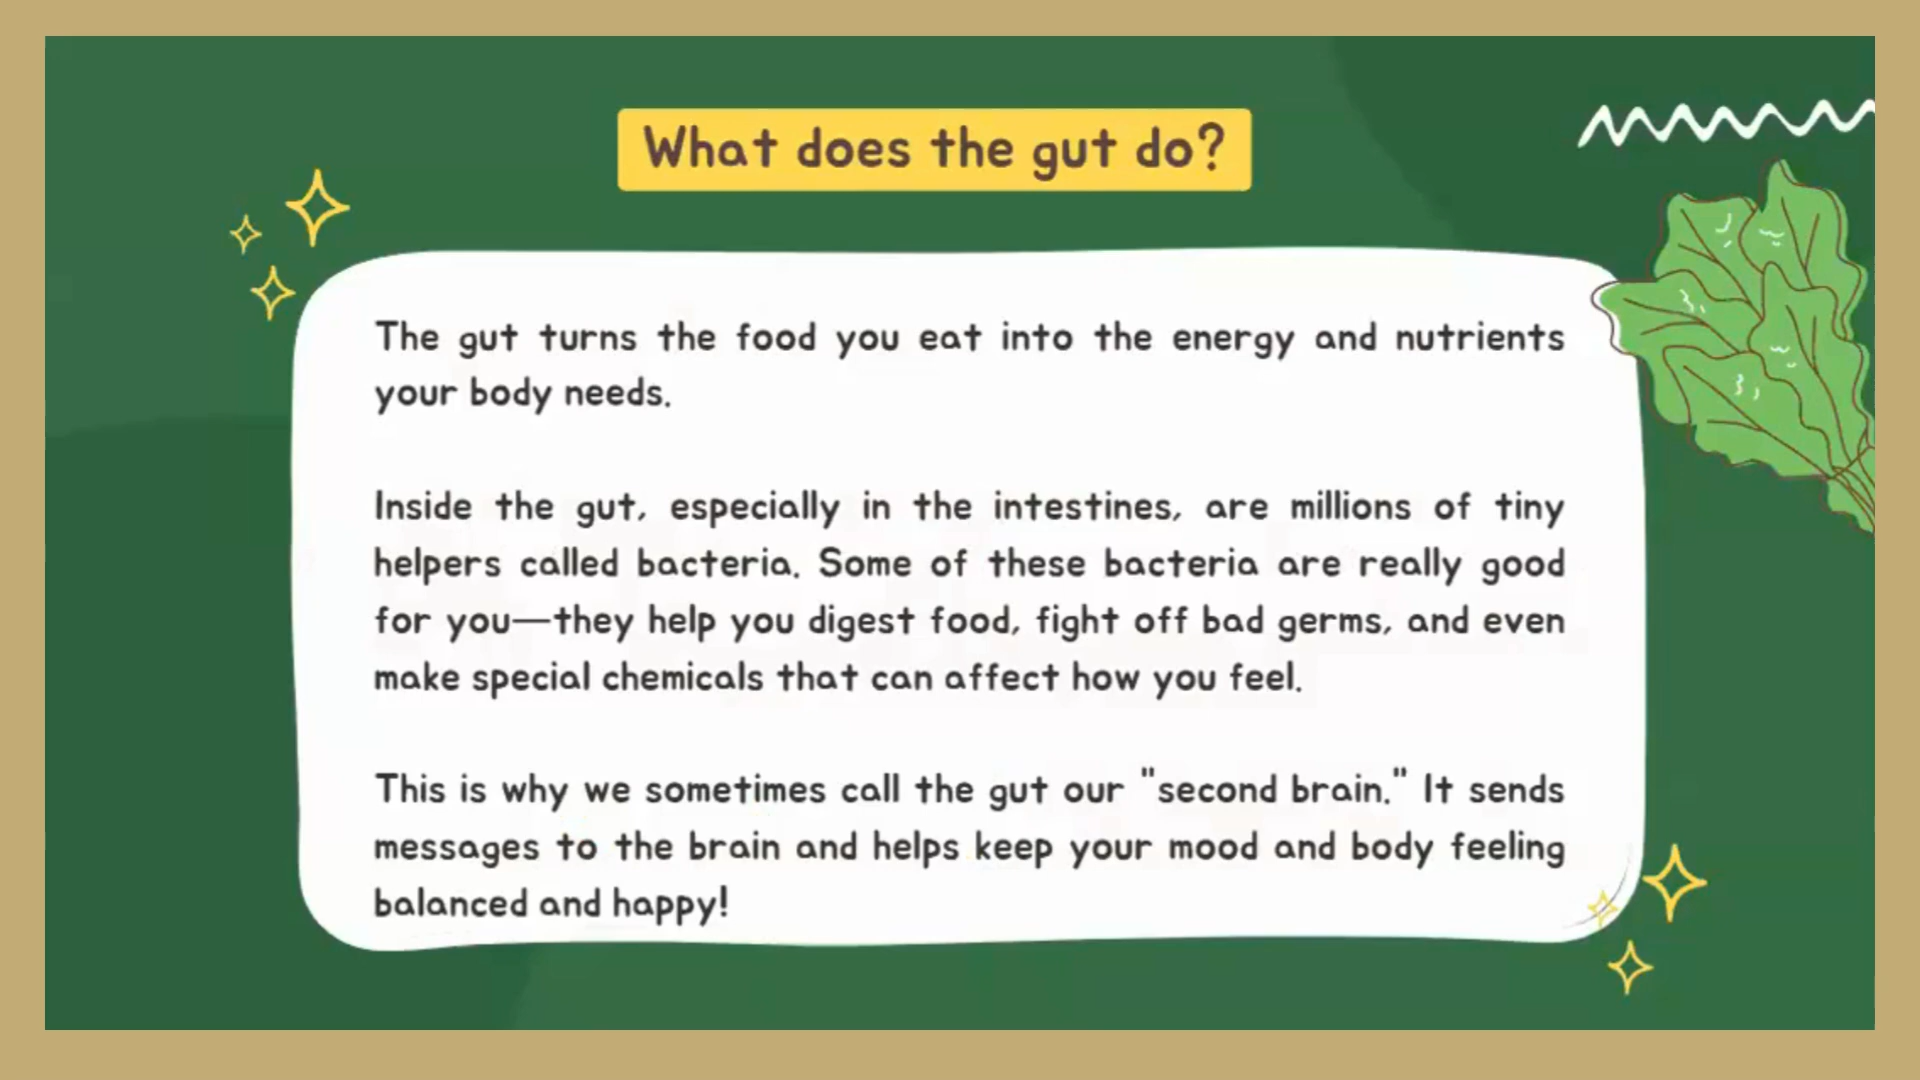 What does the gut do?
The gut turns the food you eat into the energy and nutrients
your body needs.
Inside the gut, especially in the intestines, are millions of tiny
helpers called bacteria. Some of these bacteria are really good
for you—they help you digest food, fight off bad germs, and even
make special chemicals that can affect how you feel.
This is why we sometimes call the gut our "second brain." It sends
messages to the brain and helps keep your mood and body feeling
balanced and happy!